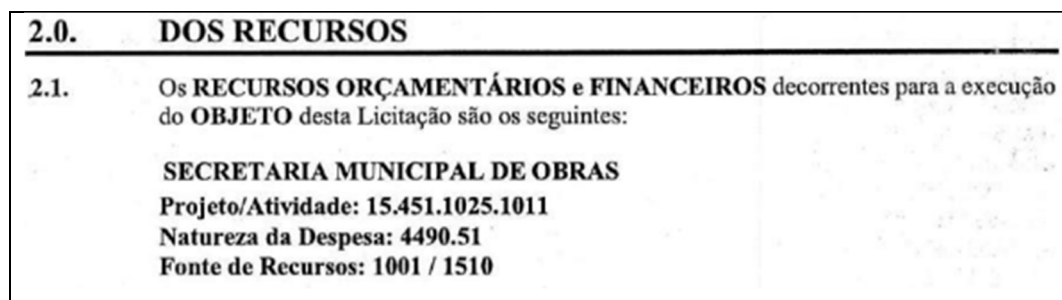 2.0. DOS RECURSOS
2.1. Os RECURSOS ORÇAMENTÁRIOS e FINANCEIROS decorrentes para a execução
do OBJETO desta Licitação são os seguintes:
SECRETARIA MUNICIPAL DE OBRAS
Projeto/Atividade: 15.451.1025.1011
Natureza da Despesa: 4490.51
Fonte de Recursos: 1001 / 1510